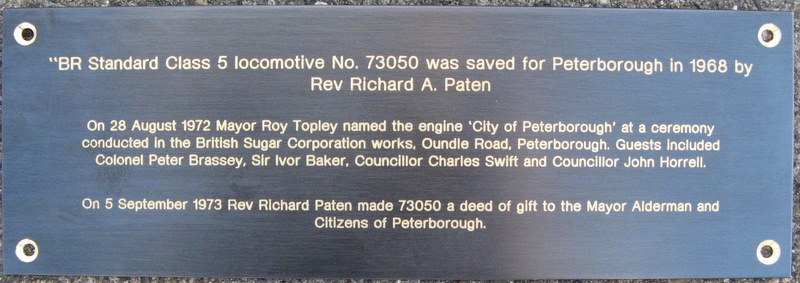 "BR Standard Class 5 locomotive No. 73050 was saved for Peterborough in 1968 by
Rev Richard A. Paten
On 28 August 1972 Mayor Roy Topley named the engine 'City of Peterborough' at a ceremony
conducted in the British Sugar Corporation works, Oundle Road, Peterborough. Guests included
Colonel Peter Brassey, Sir Ivor Baker, Councillor Charles Swift and Councillor John Horrell.
On 5 September 1973 Rev Richard Paten made 73050 a deed of gift to the Mayor Alderman and
Citizens of Peterborough.